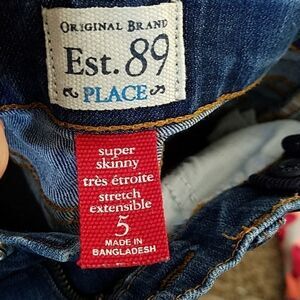 ORIGINAL BRAND
Est. 89
PLACE
super
skinny
très étroite
stretch
extensible
5
MADE IN
BANGLADESH